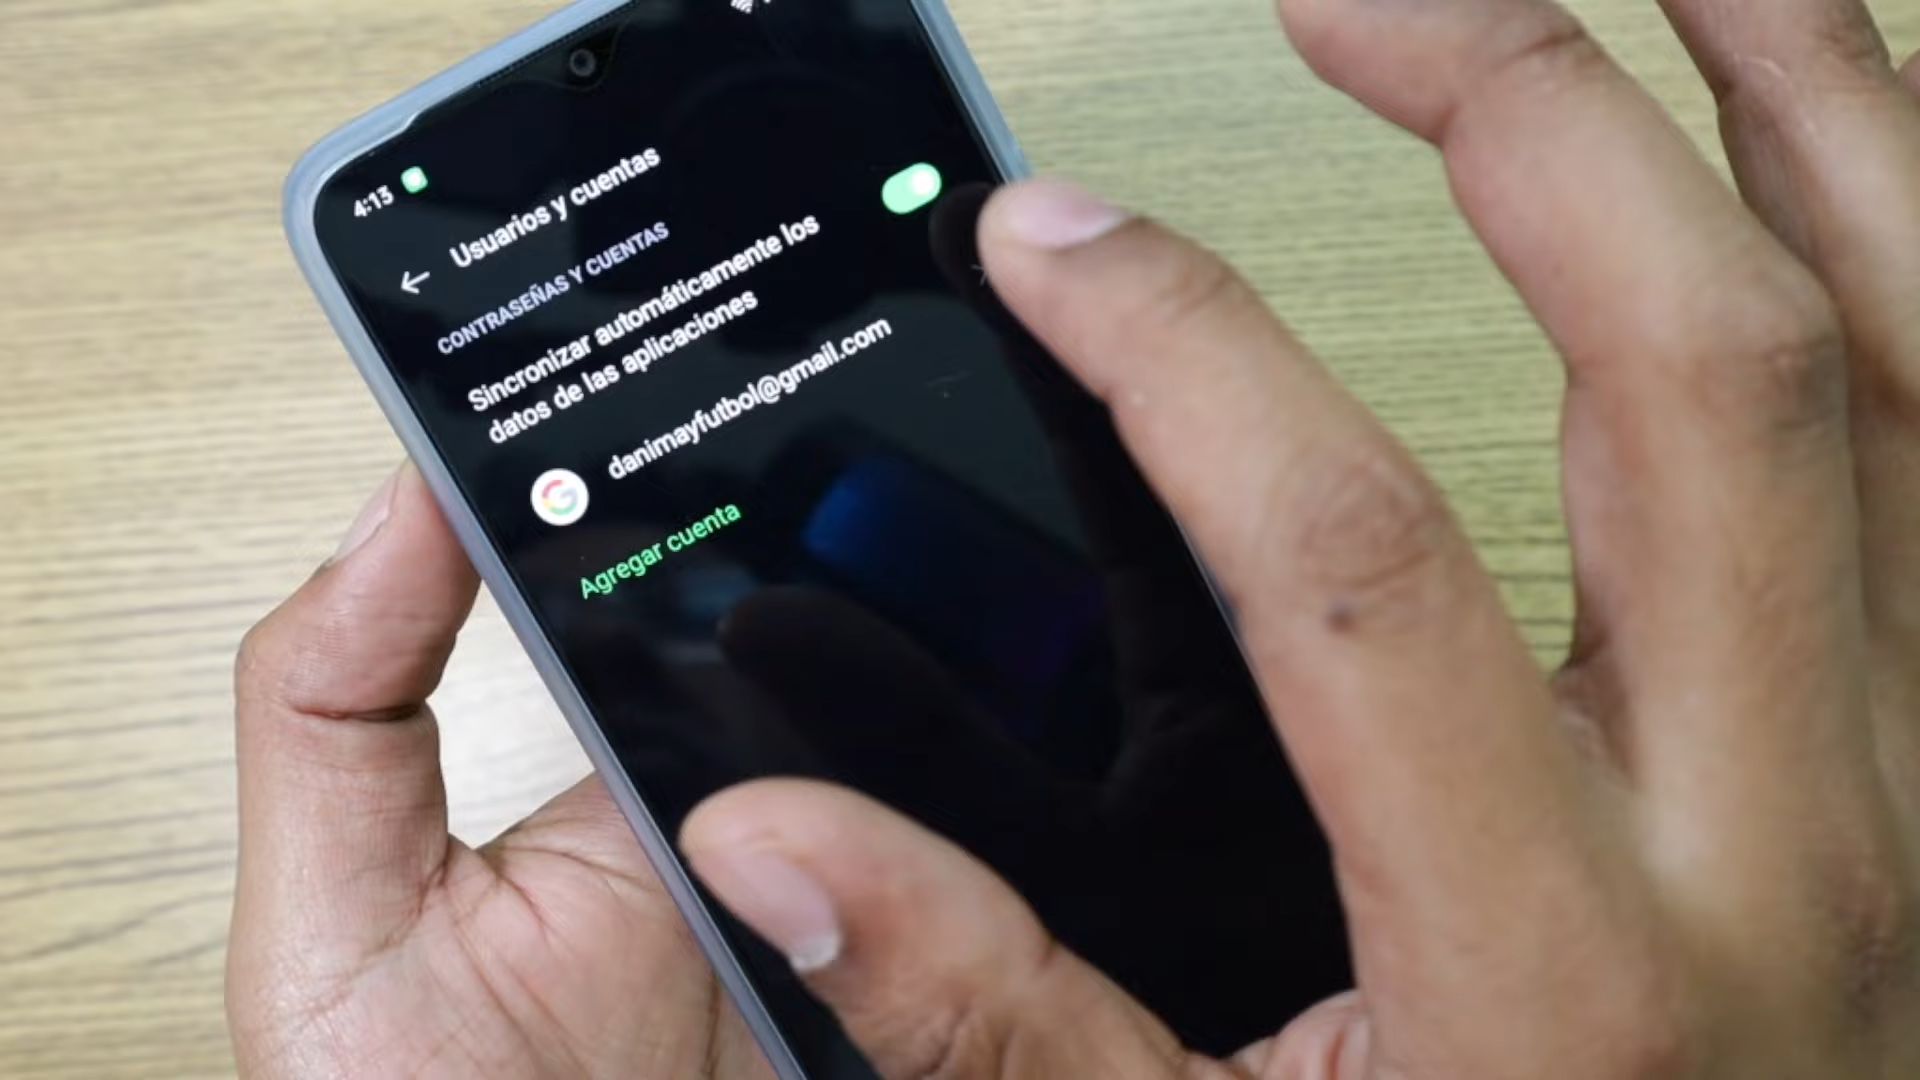 4:13
Usuarios y cuentas
CONTRASEÑAS Y CUENTAS
Sincronizar automáticamente los
datos de las aplicaciones
danimayfutbol@gmail.com
Agregar cuenta